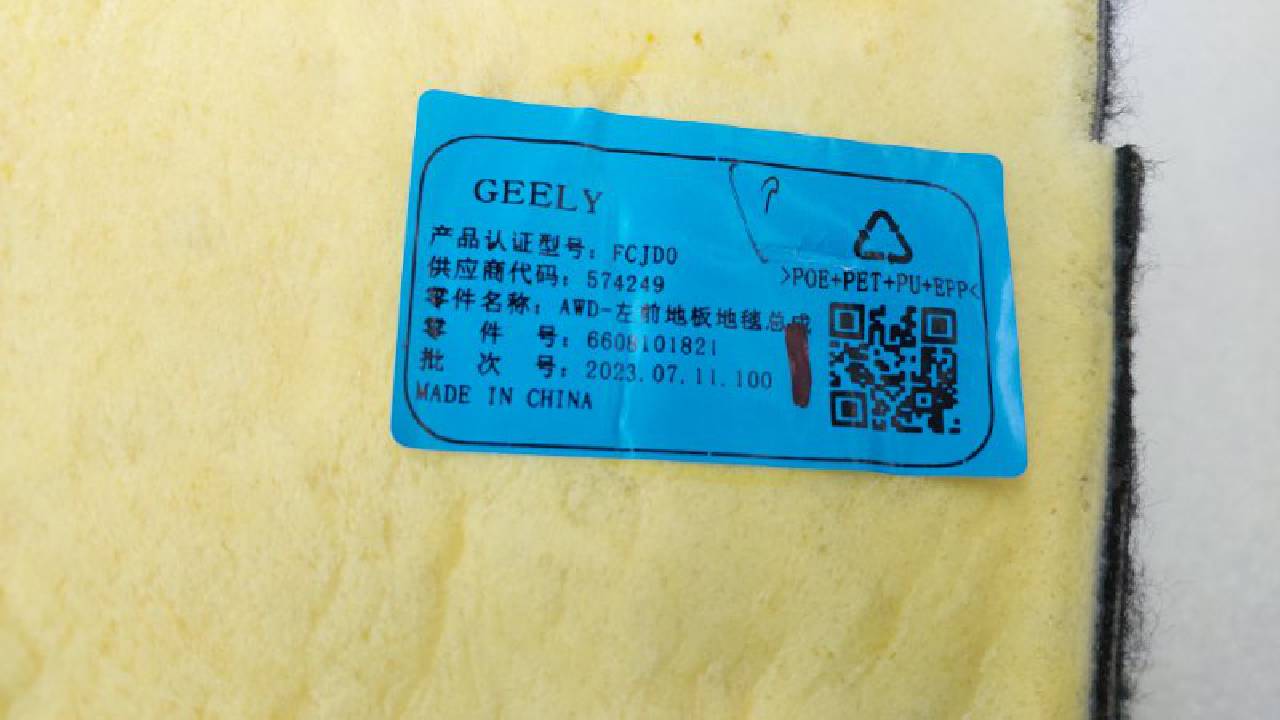 GEELY
产品认证型号：FCJD0
供应商代码：574249
>POE+PET+PU+EPP<
零件名称：AWD-左前地板地毯总成
零 件 号：6608101821
批 次 号：2023.07.11.100
MADE IN CHINA